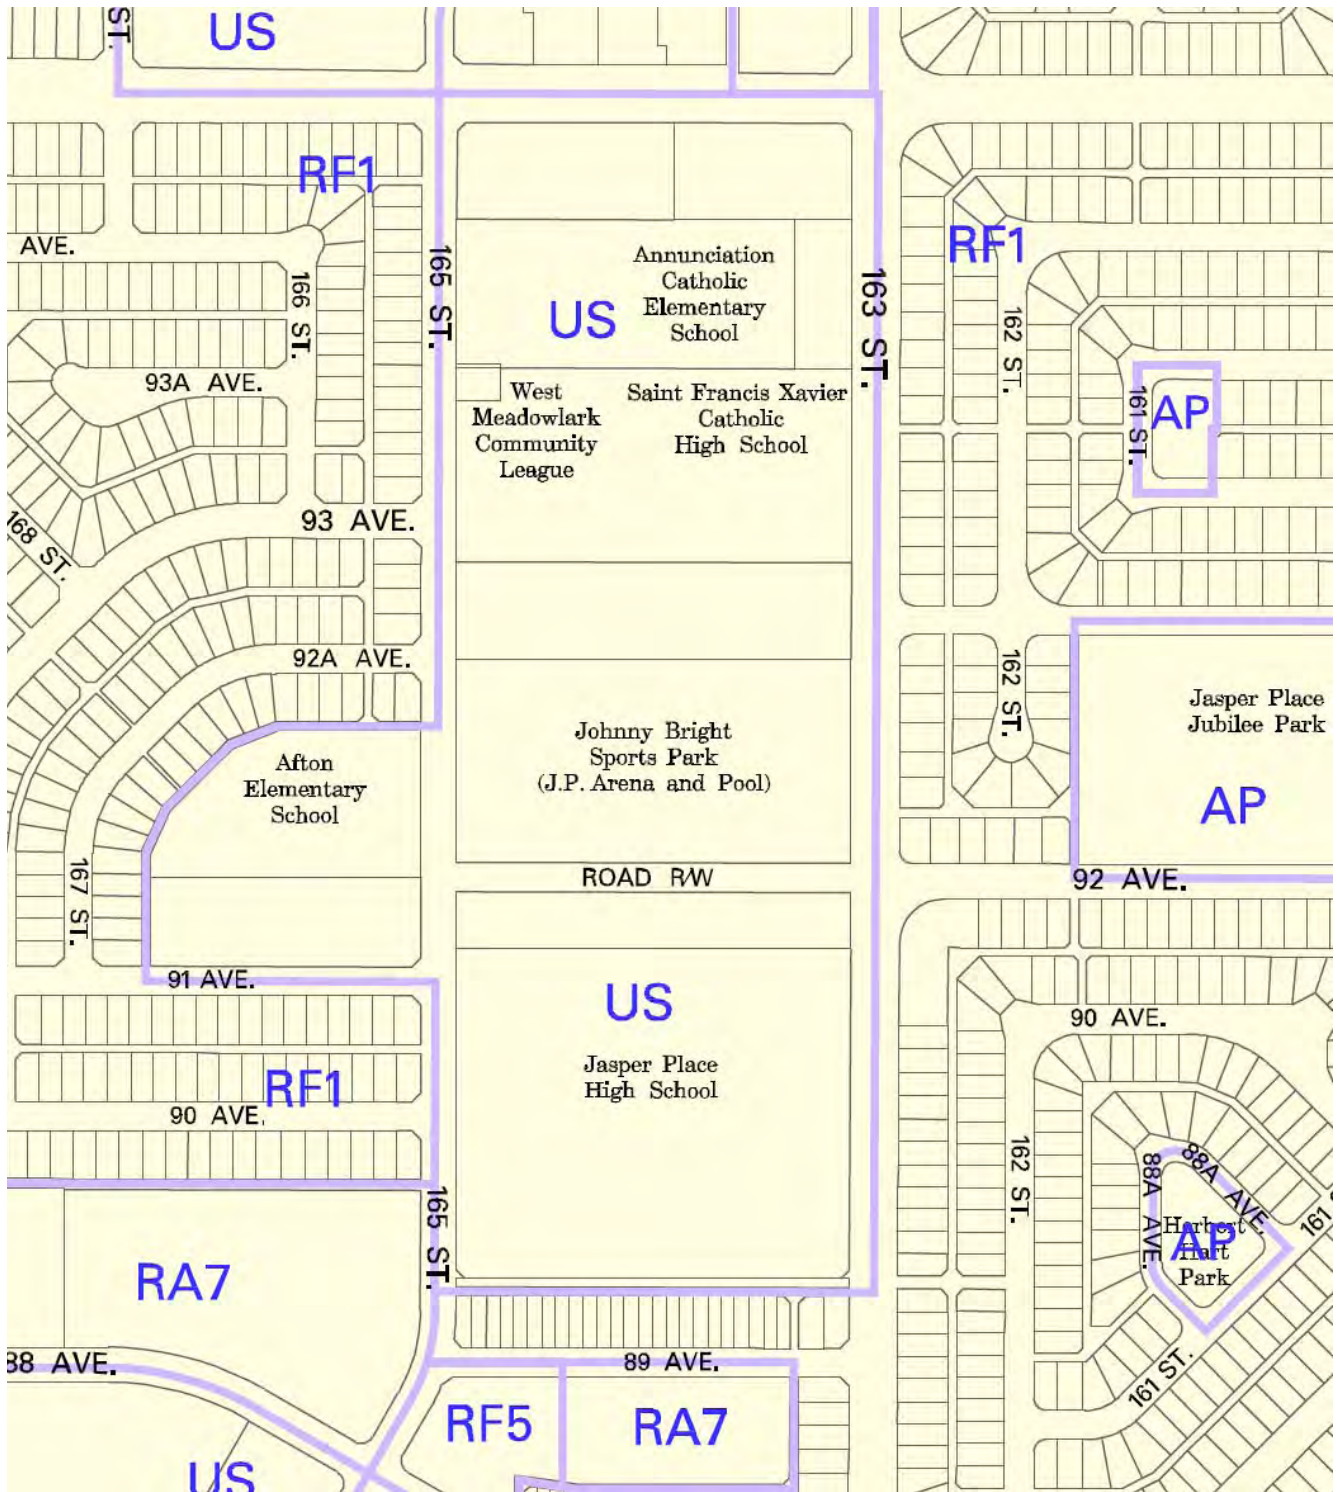 ST.
US
RF1
AVE.
166 ST.
165 ST.
Annunciation
Catholic
Elementary
School
US
163 ST.
RF1
162 ST.
93A AVE.
West
Meadowlark
Community
League
Saint Francis Xavier
Catholic
High School
161 ST.
AP
168 ST.
93 AVE.
92A AVE.
162 ST.
Jasper Place
Jubilee Park
AP
Johnny Bright
Sports Park
(J.P. Arena and Pool)
Afton
Elementary
School
167 ST.
ROAD R/W
92 AVE.
91 AVE.
US
90 AVE.
Jasper Place
High School
RF1
90 AVE.
162 ST.
88A AVE.
88A AVE.
161
Herbert
Hart
Park
AP
165 ST.
RA7
88 AVE.
89 AVE.
161 ST.
RF5
RA7
US